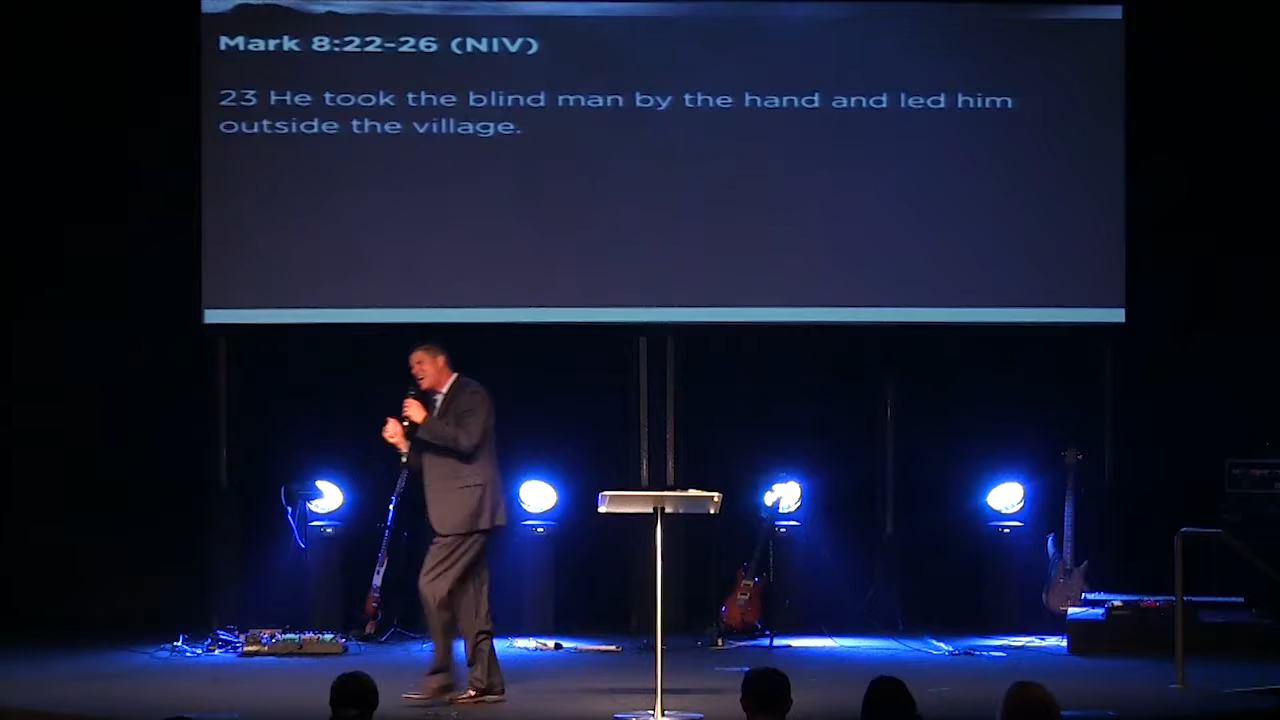 Mark 8:22-26 (NIV)
23 He took the blind man by the hand and led him
outside the village.